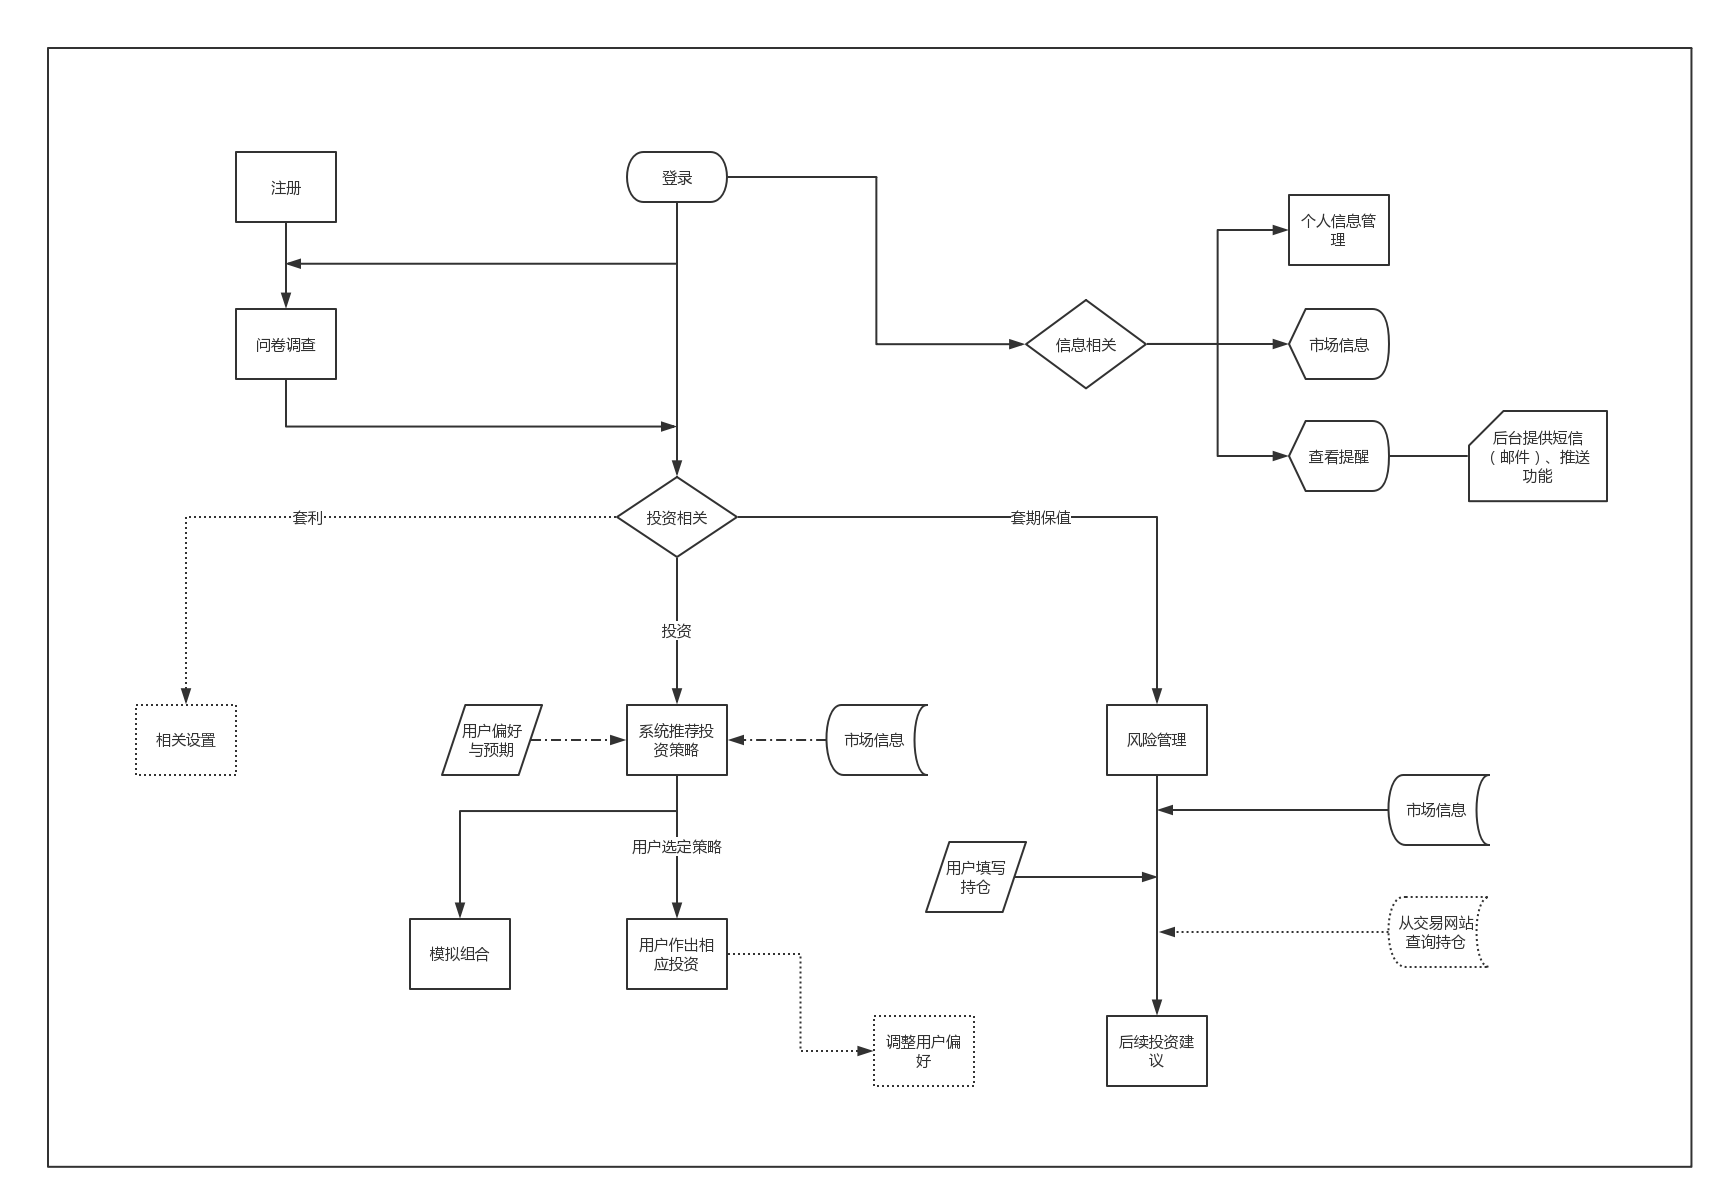 注册
登录
个人信息管
理
问卷调查
信息相关
市场信息
查看提醒
后台提供短信
（邮件）、推送
功能
套利
投资相关
套期保值
投资
相关设置
用户偏好
与预期
系统推荐投
资策略
市场信息
风险管理
市场信息
用户选定策略
用户填写
持仓
从交易网站
查询持仓
模拟组合
用户作出相
应投资
调整用户偏
好
后续投资建
议